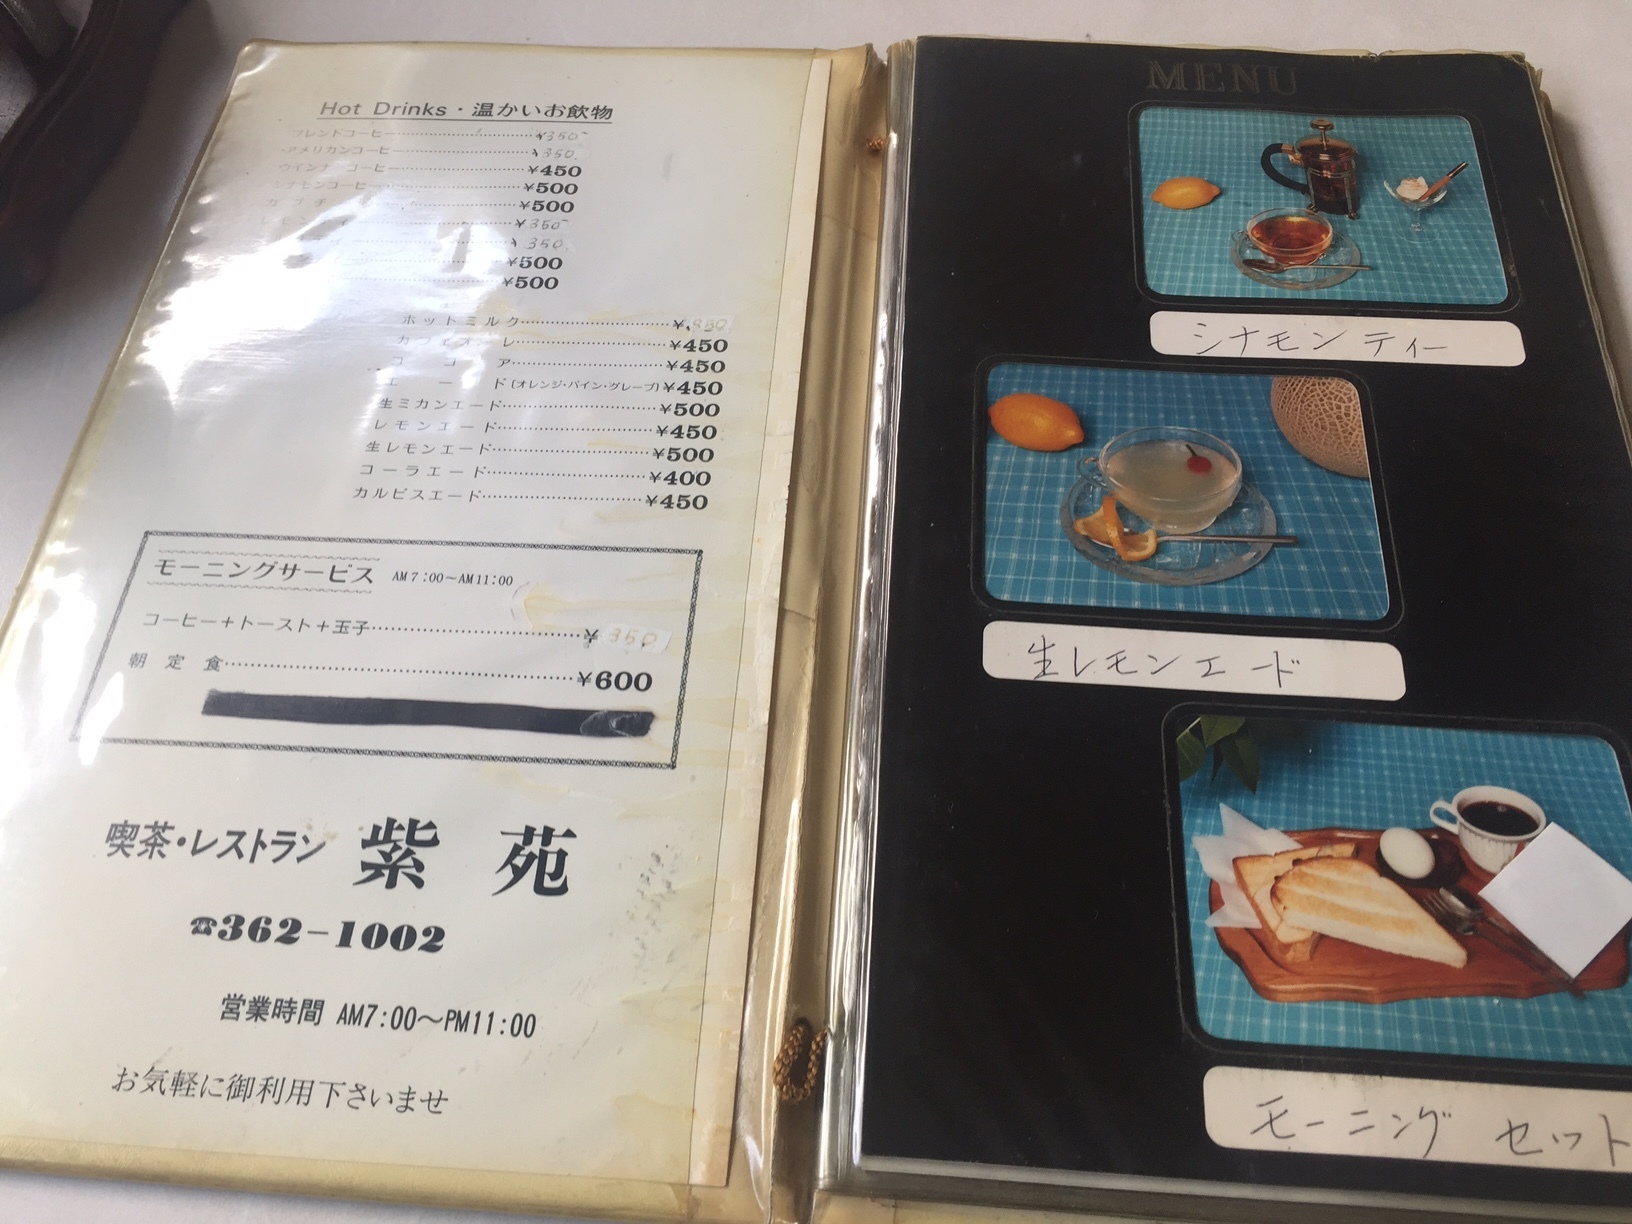 Hot Drinks・温かいお飲物
ブレンドコーヒー ¥350
アメリカンコーヒー ¥350
ウインナーコーヒー ¥450
シナモンコーヒー ¥500
¥500
¥350
¥350
¥500
¥500
ホットミルク ¥350
カフェオーレ ¥450
ココア ¥450
エード(オレンジ・パイン・グレープ) ¥450
生ミカンエード ¥500
レモンエード ¥450
生レモンエード ¥500
コーラエード ¥400
カルピスエード ¥450
モーニングサービス AM7:00～AM11:00
コーヒー+トースト+玉子 ¥350
朝定食 ¥600
喫茶・レストラン 紫苑
☎362-1002
営業時間 AM7:00～PM11:00
お気軽に御利用下さいませ
MENU
シナモンティー
生レモンエード
モーニングセット